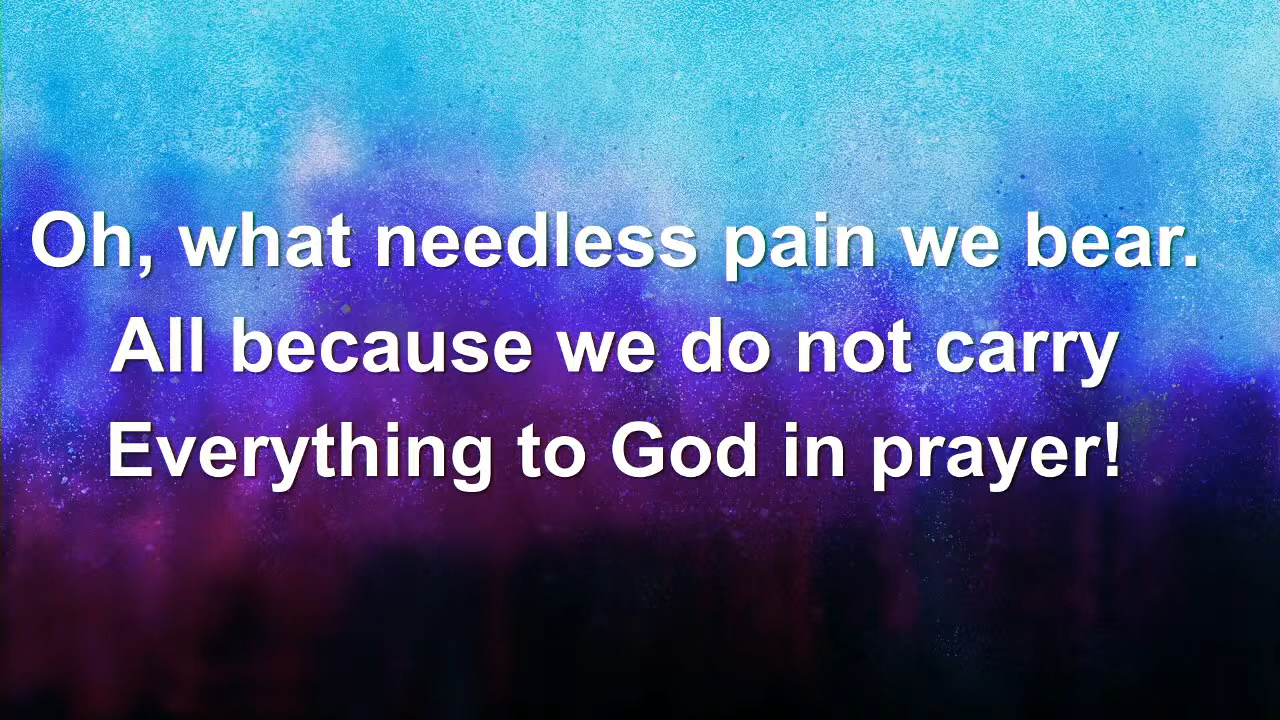 Oh, what needless pain we bear.
All because we do not carry
Everything to God in prayer!